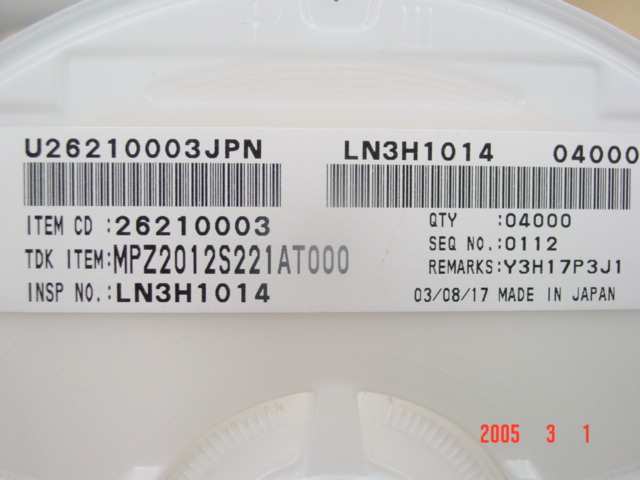 U26210003JPN LN3H1014 04000
ITEM CD :26210003
TDK ITEM:MPZ2012S221AT000
INSP NO.:LN3H1014
QTY :04000
SEQ NO.:0112
REMARKS:Y3H17P3J1
03/08/17 MADE IN JAPAN
2005 3 1